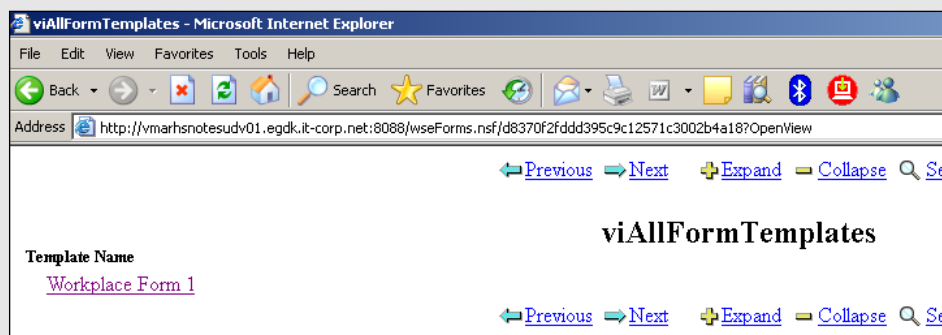 viAllFormTemplates - Microsoft Internet Explorer
File Edit View Favorites Tools Help
Back Search Favorites
Address http://vmarhsnotesudv01.egdk.it-corp.net:8088/wseForms.nsf/d8370f2fddd395c9c12571c3002b4a18?OpenView
Previous Next Expand Collapse Se
viAllFormTemplates
Template Name
Workplace Form 1
Previous Next Expand Collapse Se